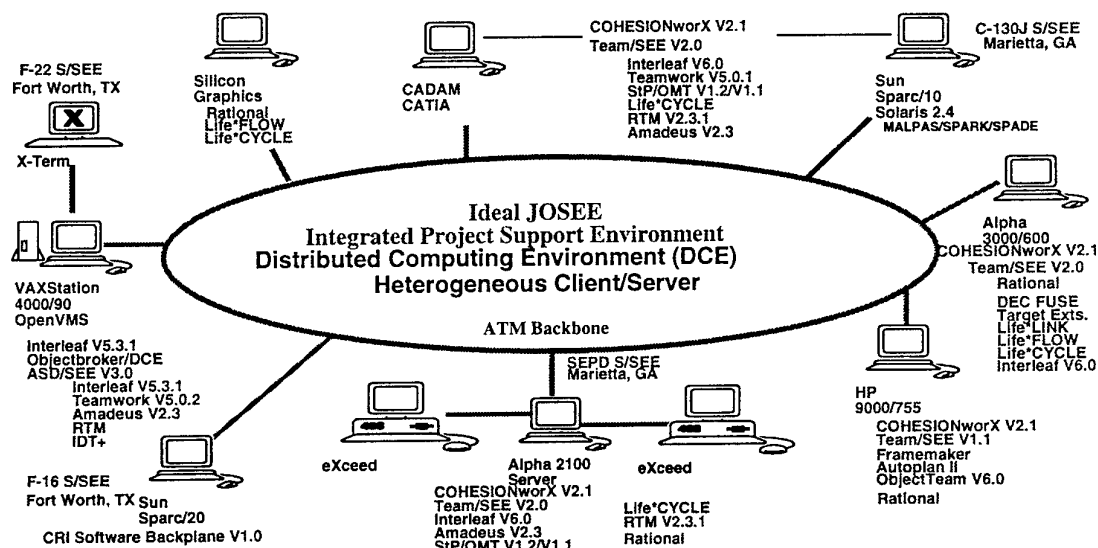 F-22 S/SEE
Fort Worth, TX
X
X-Term
Silicon
Graphics
Rational
Life*FLOW
Life*CYCLE
CADAM
CATIA
COHESIONworX V2.1
Team/SEE V2.0
Interleaf V6.0
Teamwork V5.0.1
StP/OMT V1.2/V1.1
Life*CYCLE
RTM V2.3.1
Amadeus V2.3
C-130J S/SEE
Marietta, GA
Sun
Sparc/10
Solaris 2.4
MALPAS/SPARK/SPADE
Ideal JOSEE
Integrated Project Support Environment
Distributed Computing Environment (DCE)
Heterogeneous Client/Server
ATM Backbone
Alpha
3000/600
COHESIONworX V2.1
Team/SEE V2.0
Rational
DEC FUSE
Target Exts.
Life*LINK
Life*FLOW
Life*CYCLE
Interleaf V6.0
VAXStation
4000/90
OpenVMS
Interleaf V5.3.1
Objectbroker/DCE
ASD/SEE V3.0
Interleaf V5.3.1
Teamwork V5.0.2
Amadeus V2.3
RTM
IDT+
F-16 S/SEE
Fort Worth, TX
Sun
Sparc/20
CRI Software Backplane V1.0
SEPD S/SEE
Marietta, GA
486
eXceed
Alpha 2100
Server
COHESIONworX V2.1
Team/SEE V2.0
Interleaf V6.0
Amadeus V2.3
StP/OMT V1.2/V1.1
486
eXceed
Life*CYCLE
RTM V2.3.1
Rational
HP
9000/755
COHESIONworX V2.1
Team/SEE V1.1
Framemaker
Autoplan II
ObjectTeam V6.0
Rational